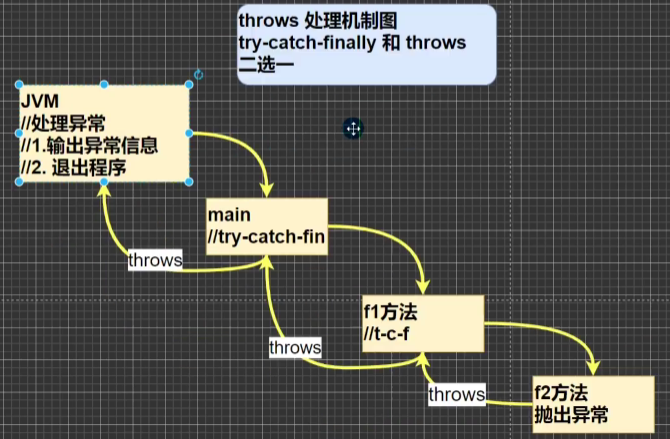 throws 处理机制图
try-catch-finally 和 throws
二选一
JVM
//处理异常
//1.输出异常信息
//2. 退出程序
main
//try-catch-fin
throws
f1方法
//t-c-f
throws
f2方法
抛出异常
throws